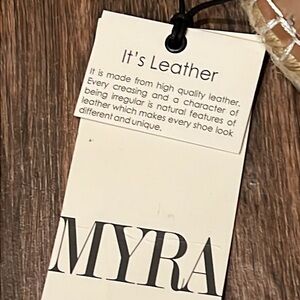 It's Leather
It is made from high quality leather.
Every creasing and a character of
being irregular is natural features of
leather which makes every shoe look
different and unique.
MYRA